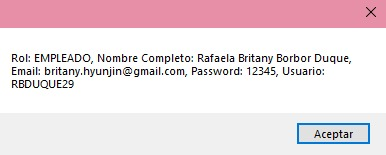 Rol: EMPLEADO, Nombre Completo: Rafaela Britany Borbor Duque,
Email: britany.hyunjin@gmail.com, Password: 12345, Usuario:
RBDUQUE29
Aceptar